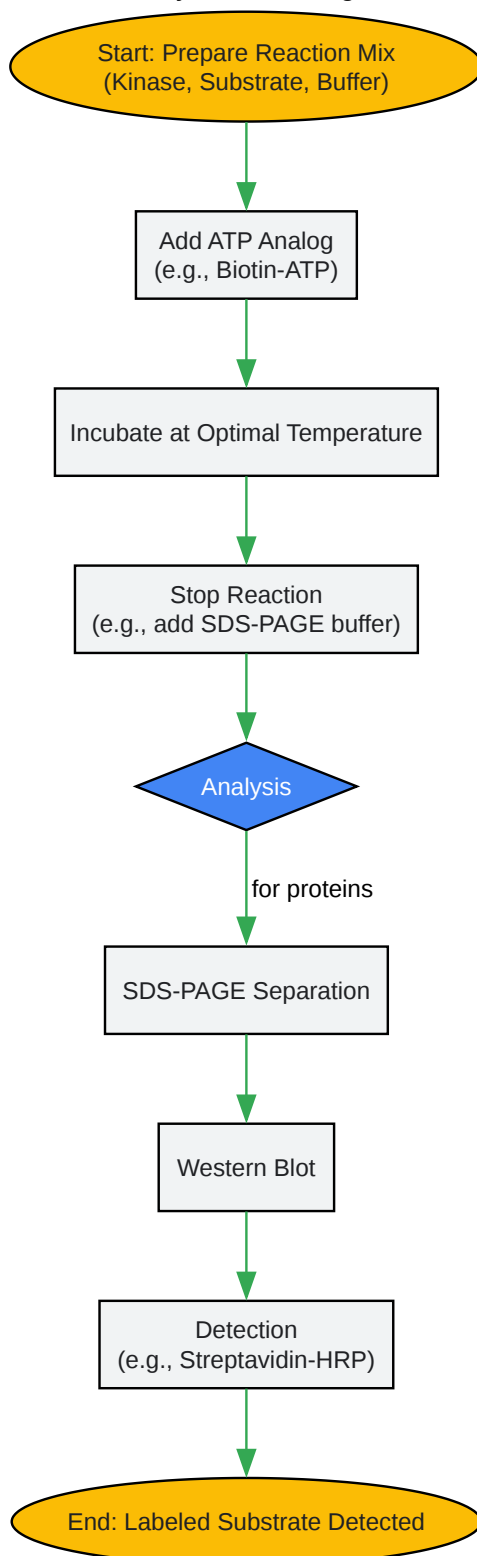 Start: Prepare Reaction Mix
(Kinase, Substrate, Buffer)
Add ATP Analog
(e.g., Biotin-ATP)
Incubate at Optimal Temperature
Stop Reaction
(e.g., add SDS-PAGE buffer)
Analysis
for proteins
SDS-PAGE Separation
Western Blot
Detection
(e.g., Streptavidin-HRP)
End: Labeled Substrate Detected